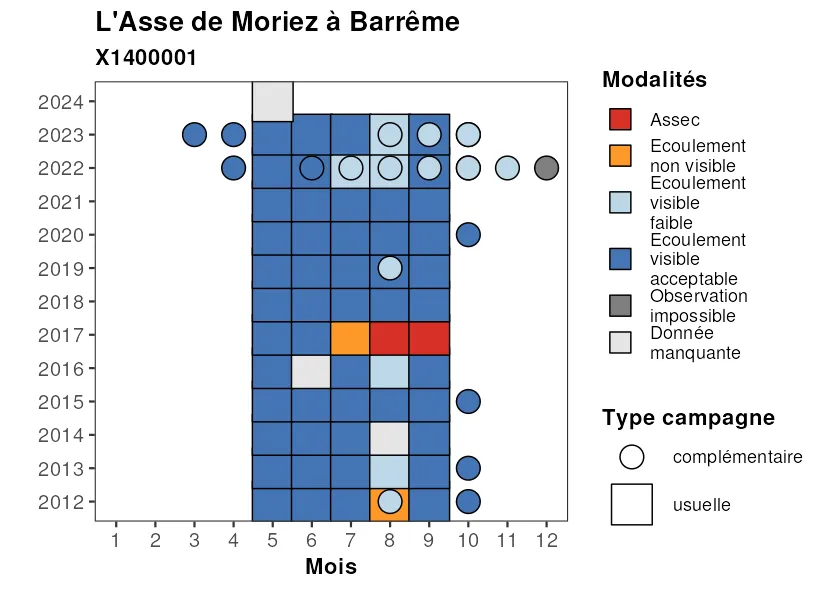 L'Asse de Moriez à Barrême
X1400001
2024
2023
2022
2021
2020
2019
2018
2017
2016
2015
2014
2013
2012
1 2 3 4 5 6 7 8 9 10 11 12
Mois
Modalités
Assec
Ecoulement
non visible
Ecoulement
visible
faible
Ecoulement
visible
acceptable
Observation
impossible
Donnée
manquante
Type campagne
complémentaire
usuelle